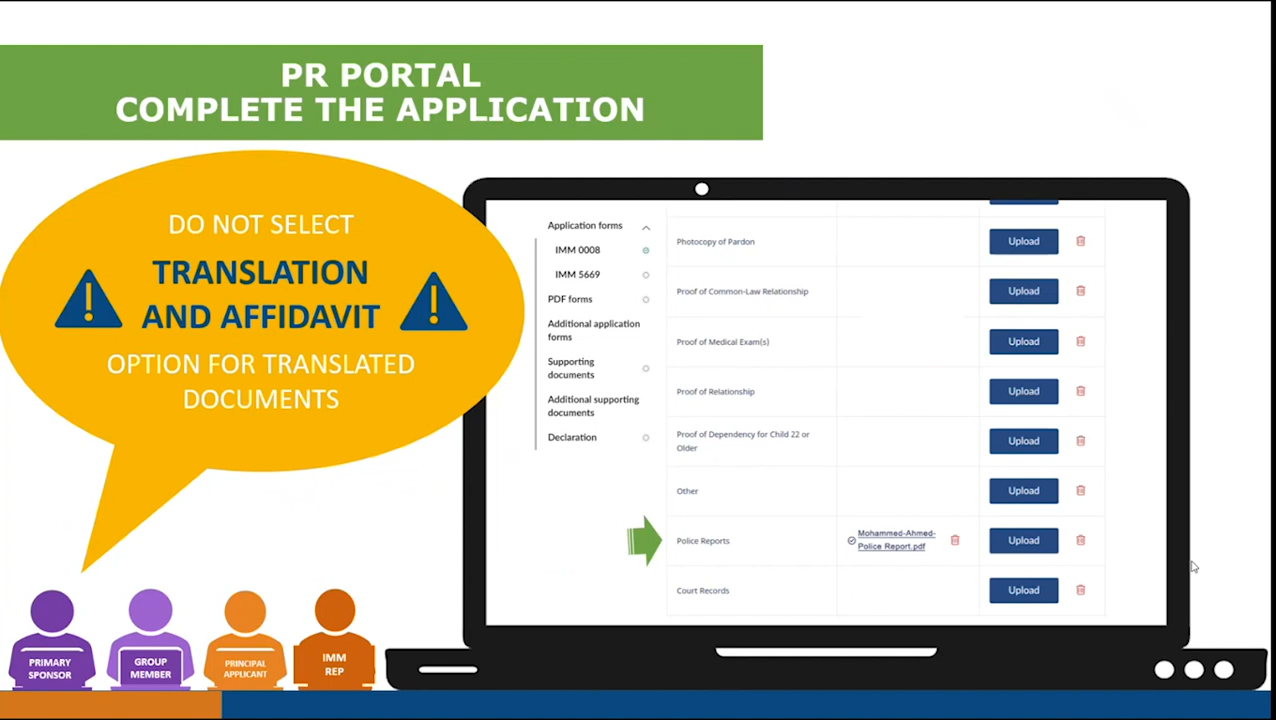 PR PORTAL
COMPLETE THE APPLICATION
DO NOT SELECT
TRANSLATION
AND AFFIDAVIT
OPTION FOR TRANSLATED
DOCUMENTS
Application forms
IMM 0008
IMM 5669
PDF forms
Additional application
forms
Supporting
documents
Additional supporting
documents
Declaration
Photocopy of Pardon
Upload
Proof of Common-Law Relationship
Upload
Proof of Medical Exam(s)
Upload
Proof of Relationship
Upload
Proof of Dependency for Child 22 or
Older
Upload
Other
Upload
Police Reports
Mohammed-Ahmed-
Police Report.pdf
Upload
Court Records
Upload
PRIMARY
SPONSOR
GROUP
MEMBER
PRINCIPAL
APPLICANT
IMM
REP